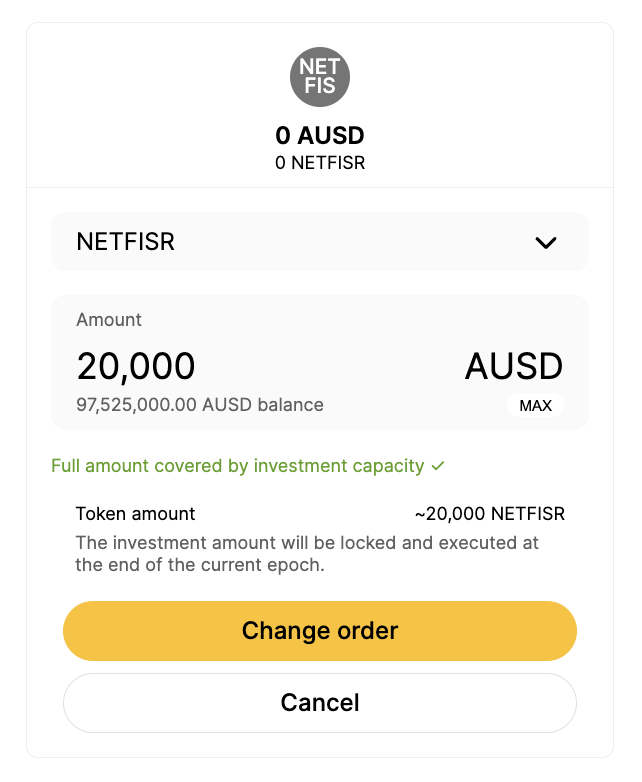 NET
FIS
0 AUSD
0 NETFISR
NETFISR
Amount
20,000 AUSD
97,525,000.00 AUSD balance MAX
Full amount covered by investment capacity ✓
Token amount ~20,000 NETFISR
The investment amount will be locked and executed at
the end of the current epoch.
Change order
Cancel